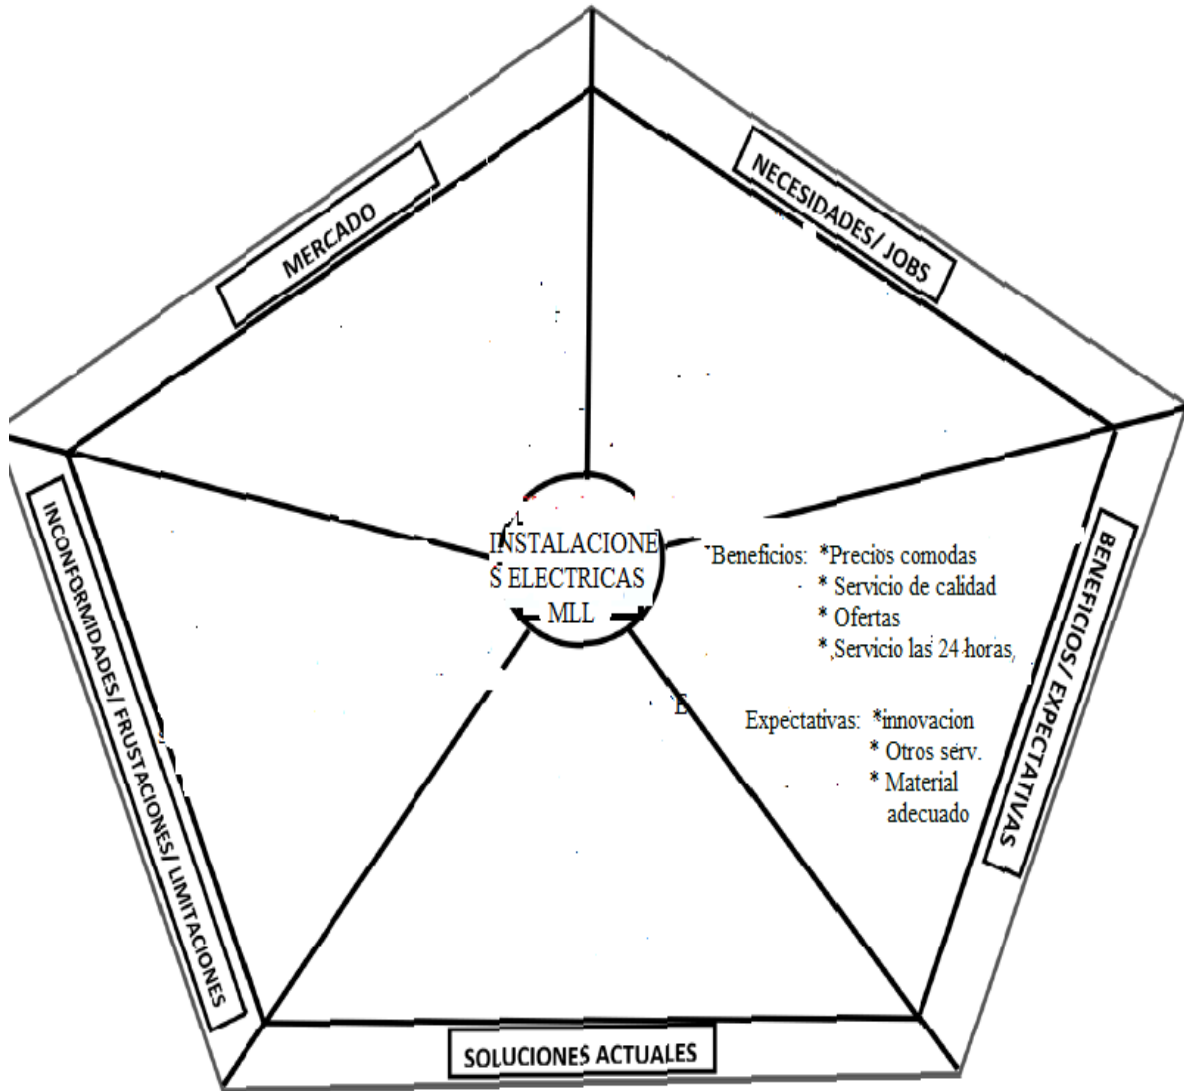 MERCADO
NECESIDADES/ JOBS
INSTALACIONE
S ELECTRICAS
MLL
Beneficios: *Precios comodas
* Servicio de calidad
* Ofertas
* Servicio las 24 horas
E
Expectativas: *innovacion
* Otros serv.
* Material
adecuado
BENEFICIOS/ EXPECTATIVAS
INCONFORMIDADES/ FRUSTACIONES/ LIMITACIONES
SOLUCIONES ACTUALES